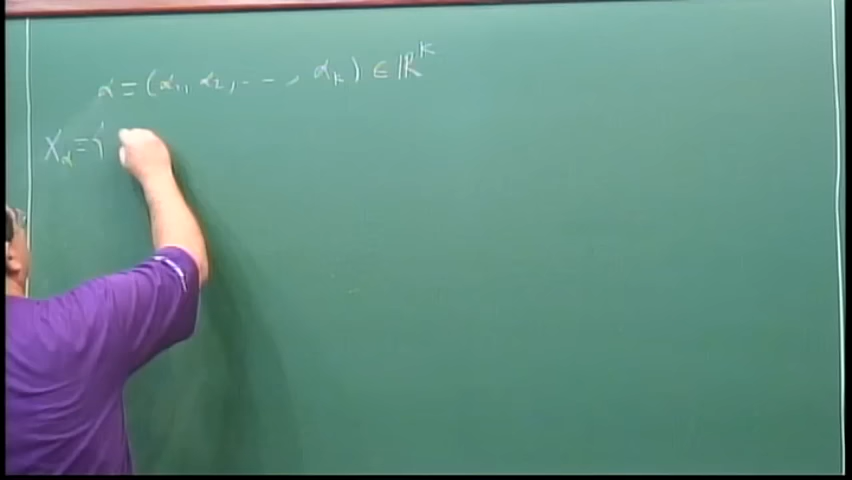 α = (α₁, α₂, ..., α_k) ∈ ℝ^k
X_α = {